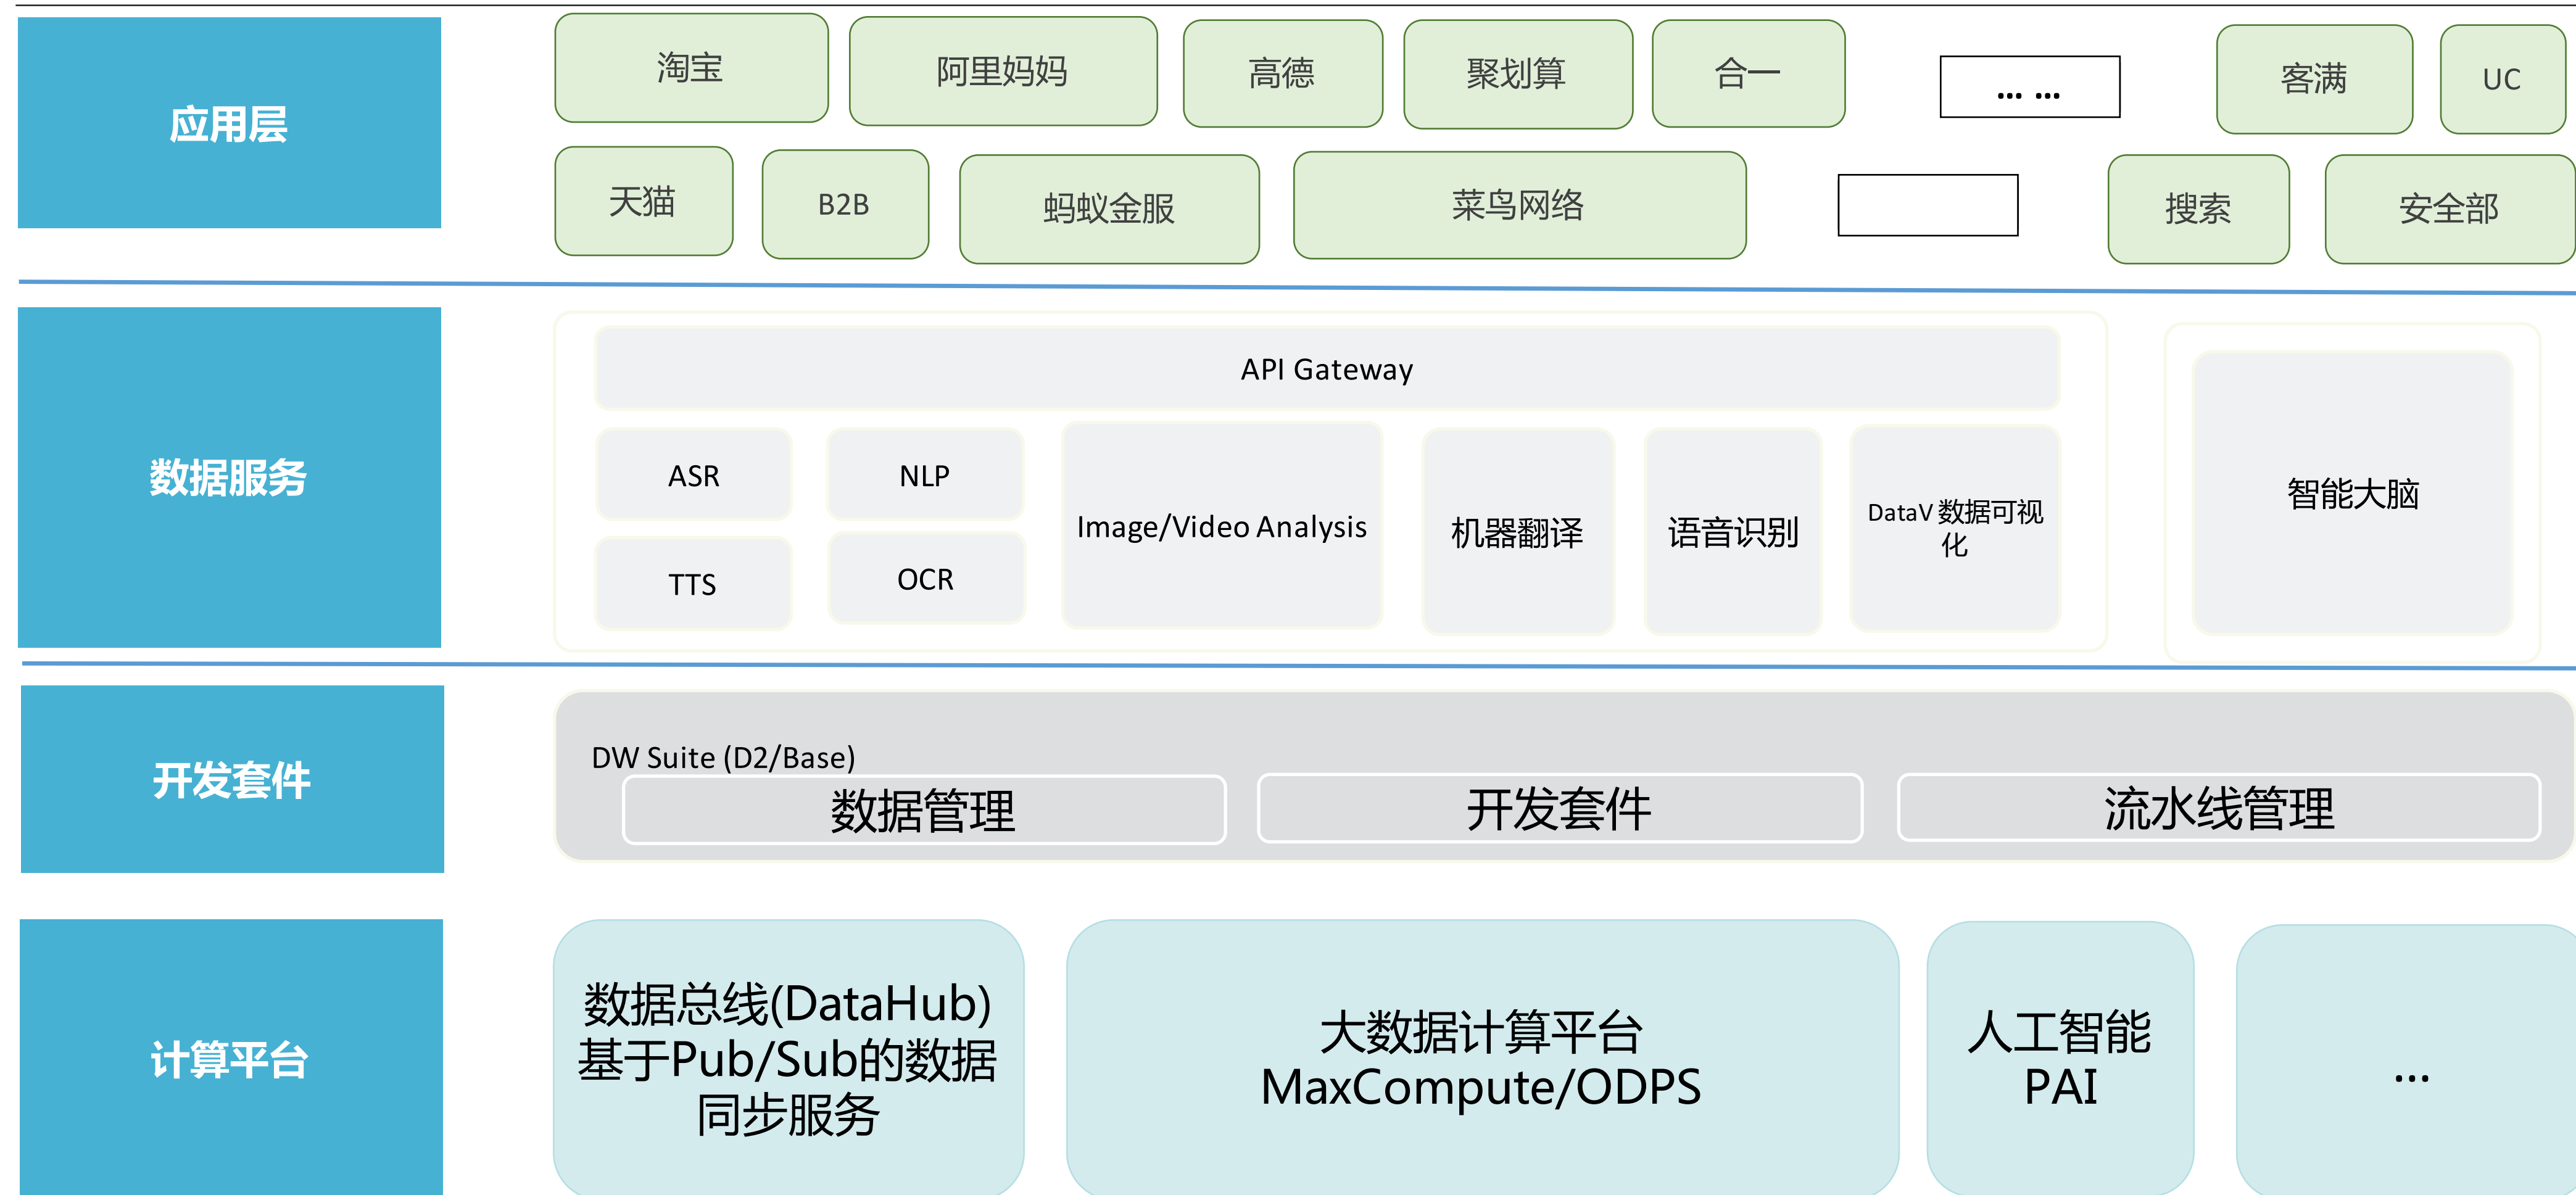 应用层
淘宝
阿里妈妈
高德
聚划算
合一
... ...
客满
UC
天猫
B2B
蚂蚁金服
菜鸟网络
搜索
安全部
数据服务
API Gateway
ASR
NLP
TTS
OCR
Image/Video Analysis
机器翻译
语音识别
DataV 数据可视
化
智能大脑
开发套件
DW Suite (D2/Base)
数据管理
开发套件
流水线管理
计算平台
数据总线(DataHub)
基于Pub/Sub的数据
同步服务
大数据计算平台
MaxCompute/ODPS
人工智能
PAI
...